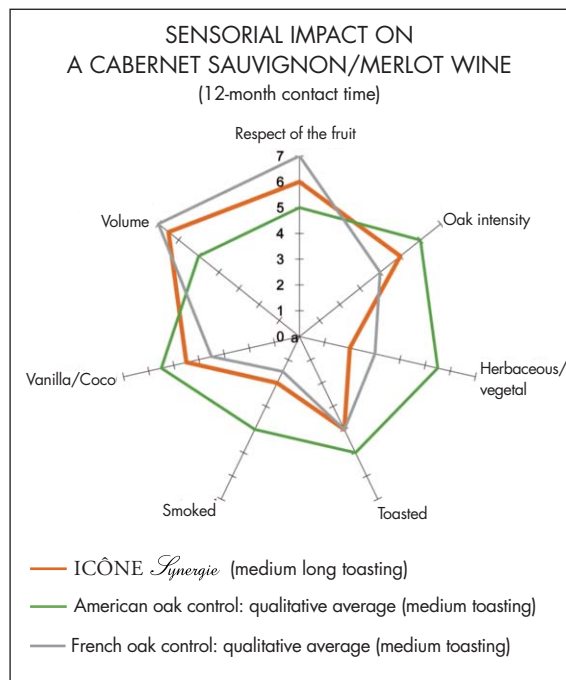 SENSORIAL IMPACT ON
A CABERNET SAUVIGNON/MERLOT WINE
(12-month contact time)
Respect of the fruit
7
6
5
4
3
2
1
0 a
Oak intensity
Herbaceous/
vegetal
Toasted
Smoked
Vanilla/Coco
Volume
ICÔNE Synergie (medium long toasting)
American oak control: qualitative average (medium toasting)
French oak control: qualitative average (medium toasting)